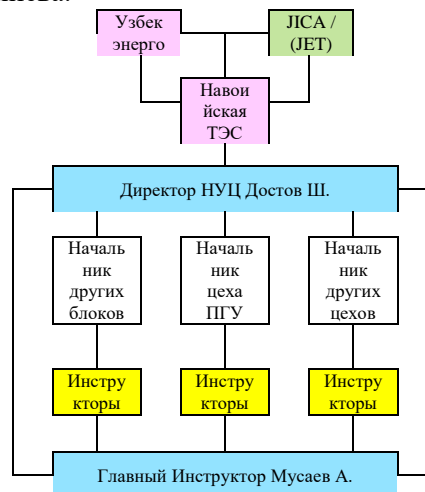 Узбек
энерго
JICA /
(JET)
Навои
йская
ТЭС
Директор НУЦ Достов Ш.
Началь
ник
других
блоков
Началь
ник
цеха
ПГУ
Началь
ник
других
цехов
Инстру
кторы
Инстру
кторы
Инстру
кторы
Главный Инструктор Мусаев А.